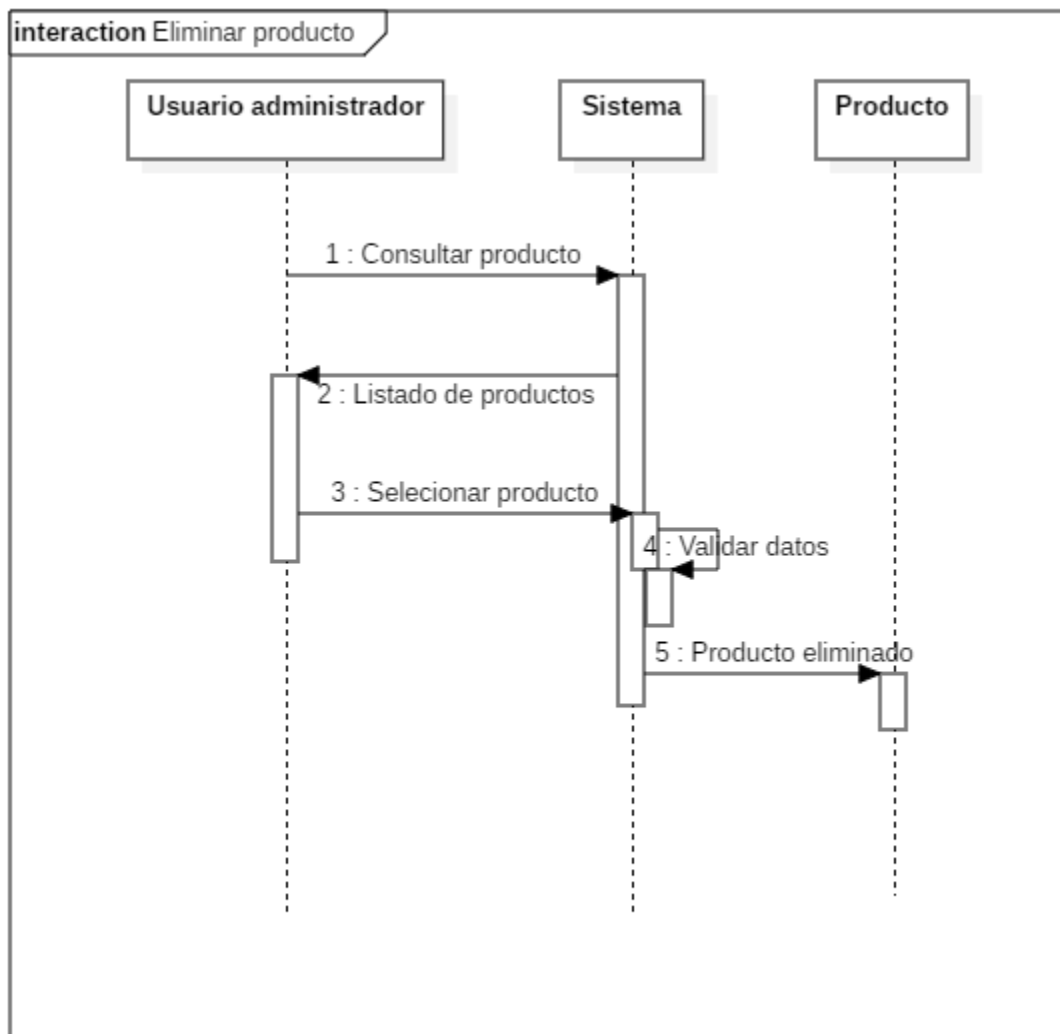 interaction Eliminar producto
Usuario administrador
Sistema
Producto
1 : Consultar producto
2 : Listado de productos
3 : Selecionar producto
4 : Validar datos
5 : Producto eliminado